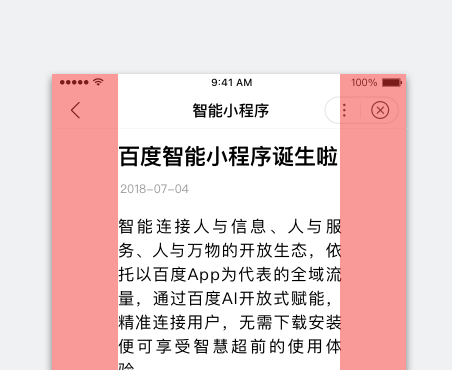 9:41 AM 100%
智能小程序
百度智能小程序诞生啦
2018-07-04
智能连接人与信息、人与服
务、人与万物的开放生态，依
托以百度App为代表的全域流
量，通过百度AI开放式赋能，
精准连接用户，无需下载安装
便可享受智慧超前的使用体
验